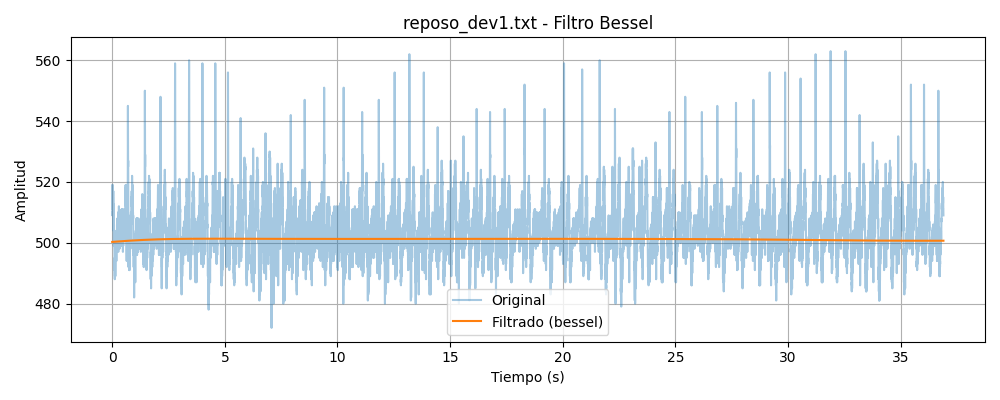 reposo_dev1.txt - Filtro Bessel
Amplitud
560
540
520
500
480
Original
Filtrado (bessel)
0 5 10 15 20 25 30 35
Tiempo (s)